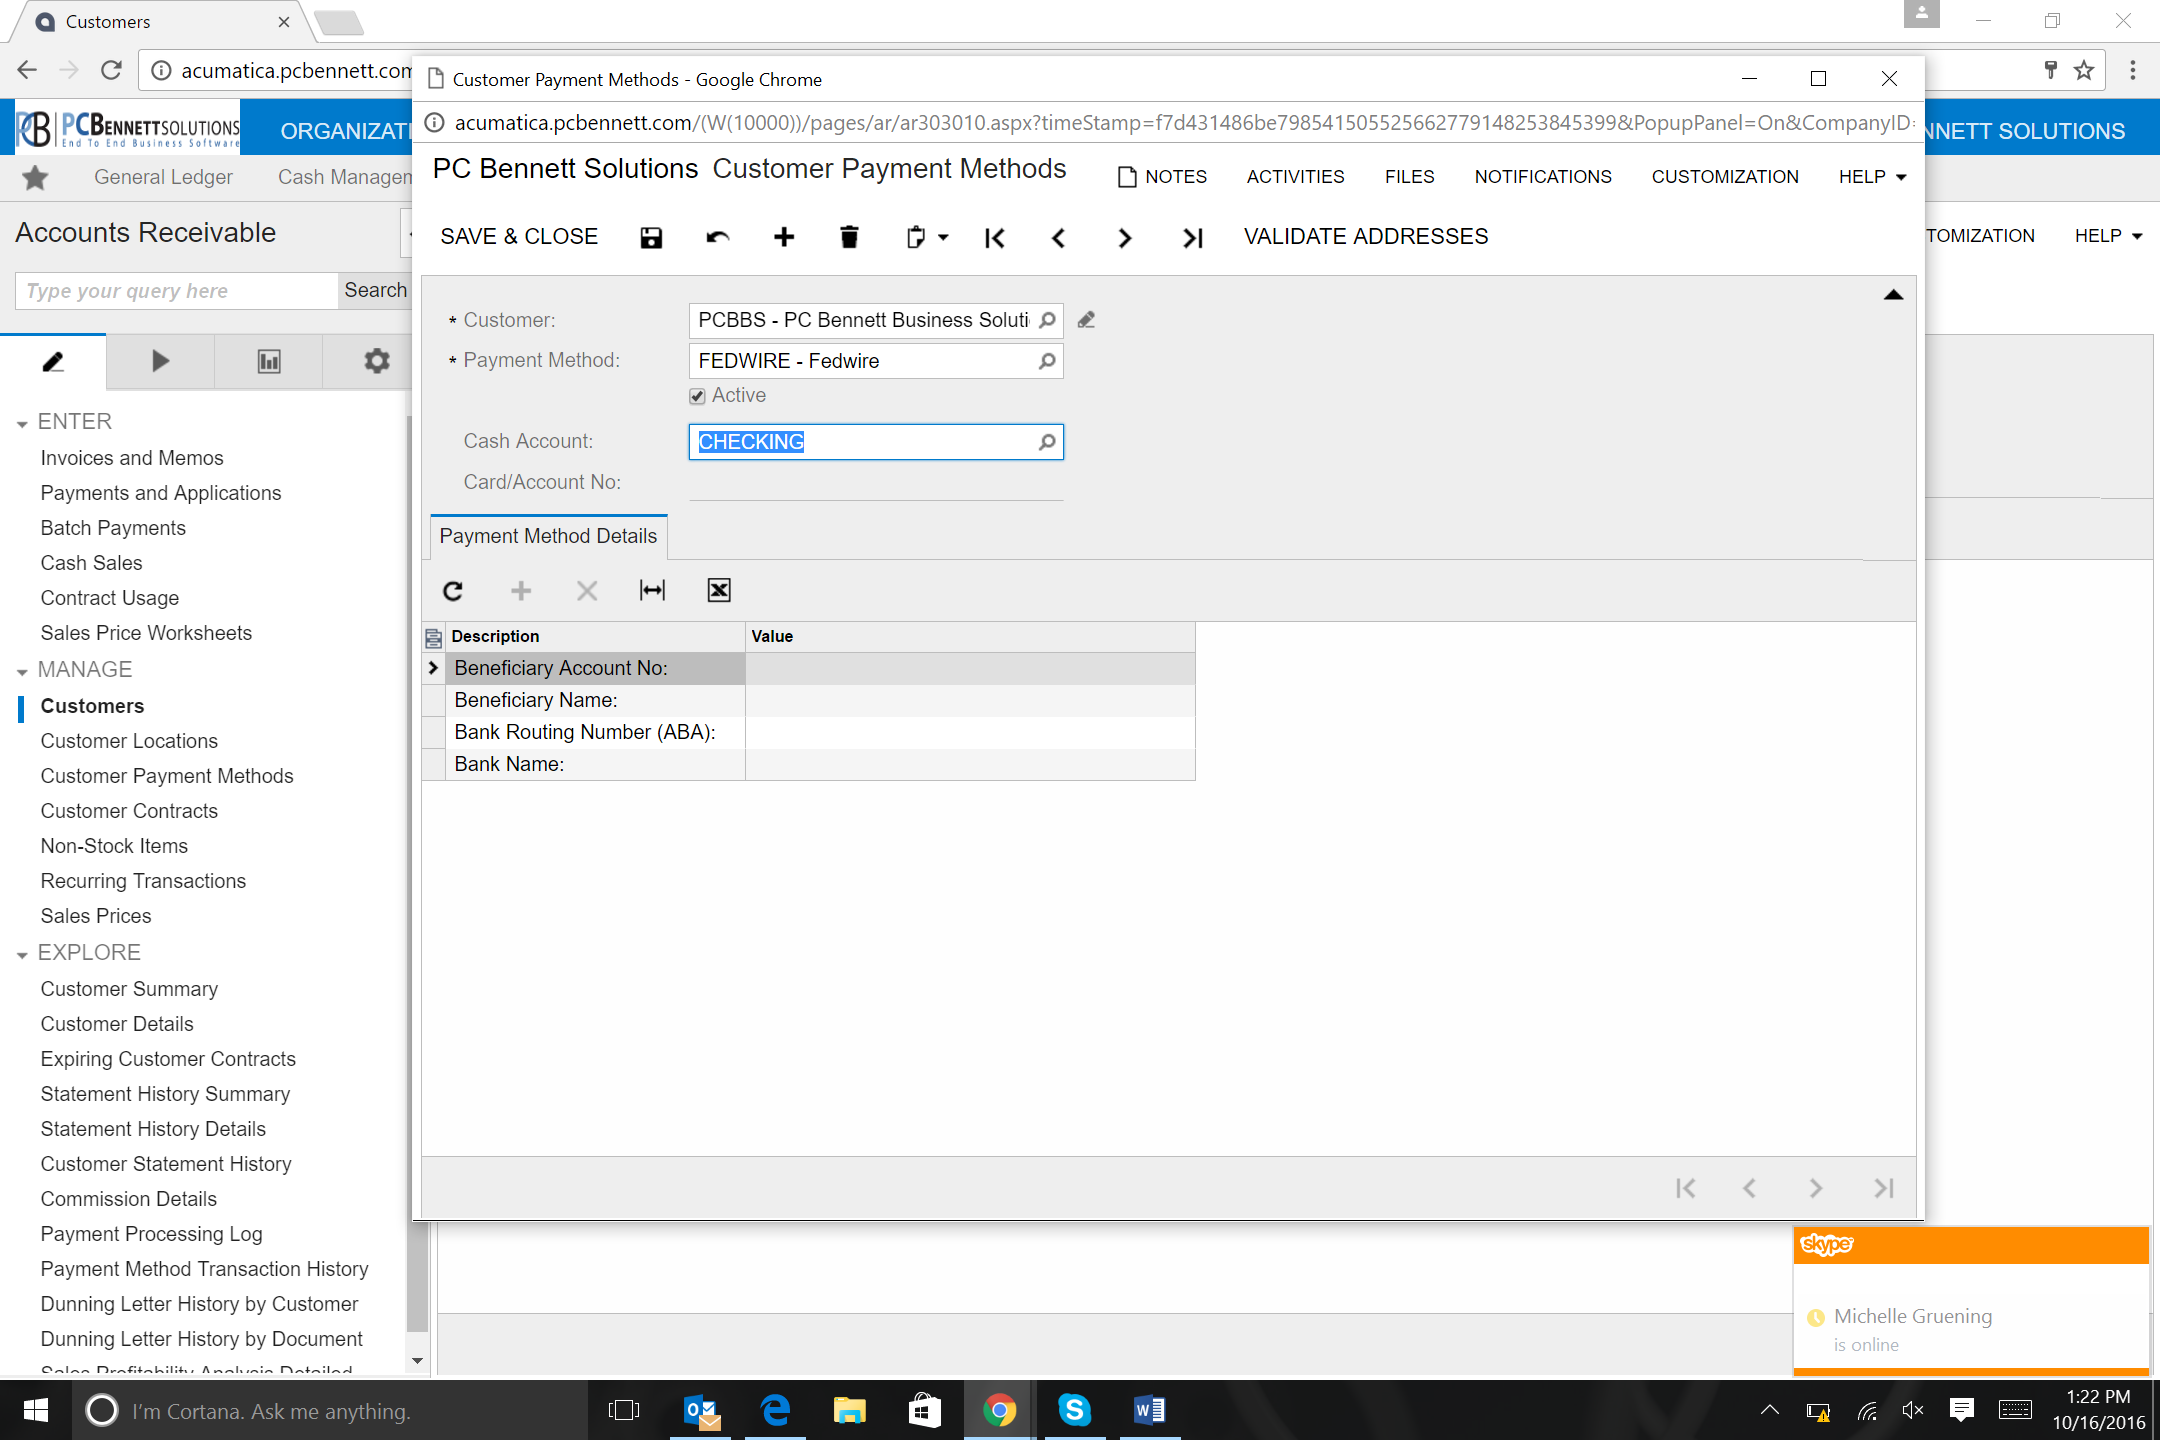 Customers
acumatica.pcbennett.com
Customer Payment Methods - Google Chrome
acumatica.pcbennett.com/(W(10000))/pages/ar/ar303010.aspx?timeStamp=f7d431486be798541505525662779148253845399&PopupPanel=On&CompanyID=
PCB PCBENNETTSOLUTIONS
End To End Business Software
ORGANIZATI
NNETT SOLUTIONS
General Ledger
Cash Managem
PC Bennett Solutions Customer Payment Methods
NOTES
ACTIVITIES
FILES
NOTIFICATIONS
CUSTOMIZATION
HELP
Accounts Receivable
SAVE & CLOSE
VALIDATE ADDRESSES
TOMIZATION
HELP
Type your query here
Search
* Customer:
PCBBS - PC Bennett Business Soluti
* Payment Method:
FEDWIRE - Fedwire
Active
Cash Account:
CHECKING
Card/Account No:
Payment Method Details
Description
Value
Beneficiary Account No:
Beneficiary Name:
Bank Routing Number (ABA):
Bank Name:
ENTER
Invoices and Memos
Payments and Applications
Batch Payments
Cash Sales
Contract Usage
Sales Price Worksheets
MANAGE
Customers
Customer Locations
Customer Payment Methods
Customer Contracts
Non-Stock Items
Recurring Transactions
Sales Prices
EXPLORE
Customer Summary
Customer Details
Expiring Customer Contracts
Statement History Summary
Statement History Details
Customer Statement History
Commission Details
Payment Processing Log
Payment Method Transaction History
Dunning Letter History by Customer
Dunning Letter History by Document
Sales Profitability Analysis Detailed
skype
Michelle Gruening
is online
I'm Cortana. Ask me anything.
1:22 PM
10/16/2016